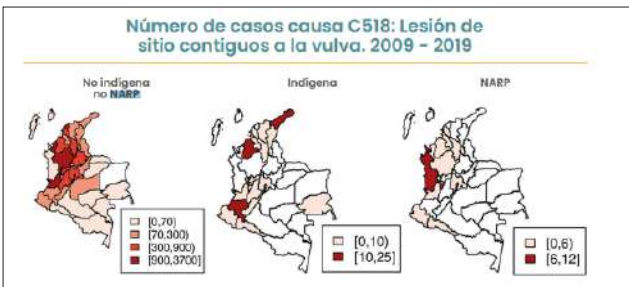 Número de casos causa C518: Lesión de
sitio contiguos a la vulva. 2009 - 2019
No indígena
no NARP
Indígena
NARP
[0,70)
[70,300)
[300,900)
[900,3700]
[0,10)
[10,25]
[0,6)
[6,12]